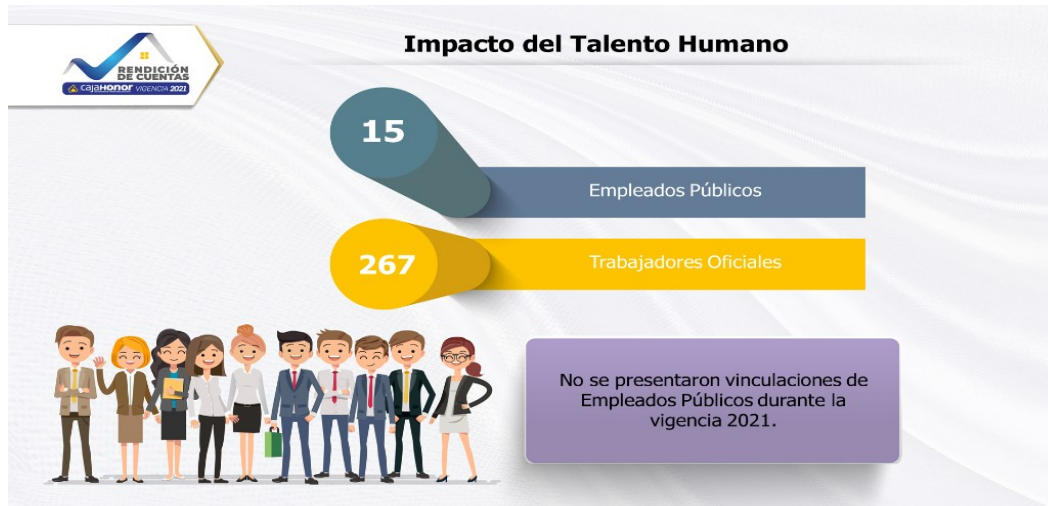 RENDICIÓN
DE CUENTAS
CajaHonor VIGENCIA 2021
Impacto del Talento Humano
15
Empleados Públicos
267
Trabajadores Oficiales
No se presentaron vinculaciones de
Empleados Públicos durante la
vigencia 2021.